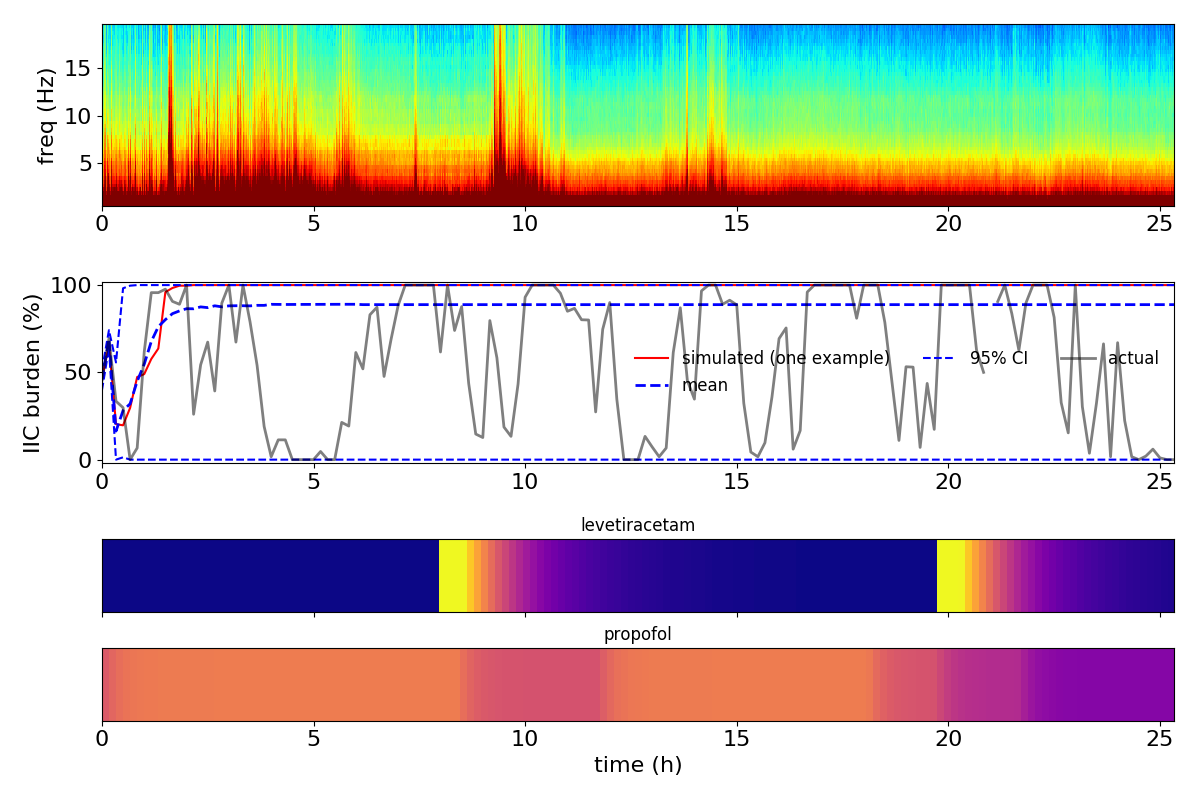 freq (Hz)
15
10
5
0 5 10 15 20 25
IIC burden (%)
100
50
0
simulated (one example) 95% CI actual
mean
0 5 10 15 20 25
levetiracetam
propofol
0 5 10 15 20 25
time (h)